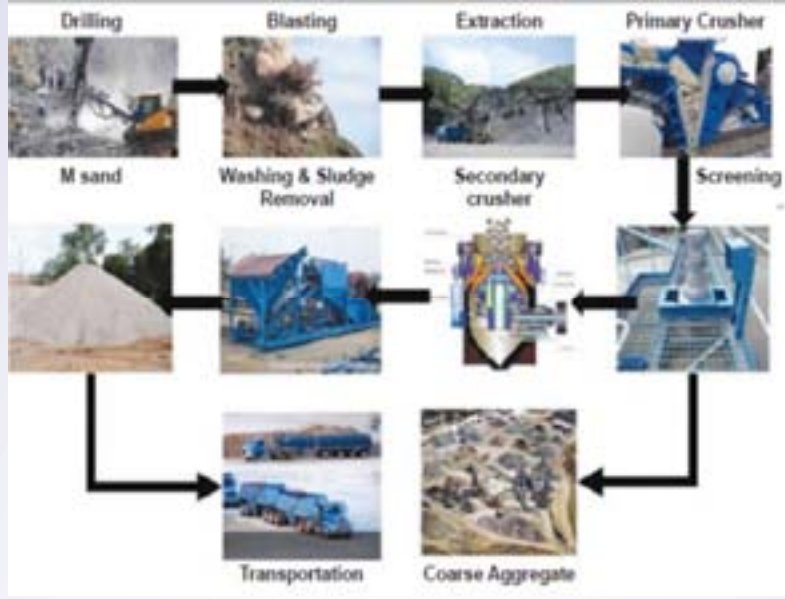 Drilling
Blasting
Extraction
Primary Crusher
M sand
Washing & Sludge
Removal
Secondary
crusher
Screening
Transportation
Coarse Aggregate